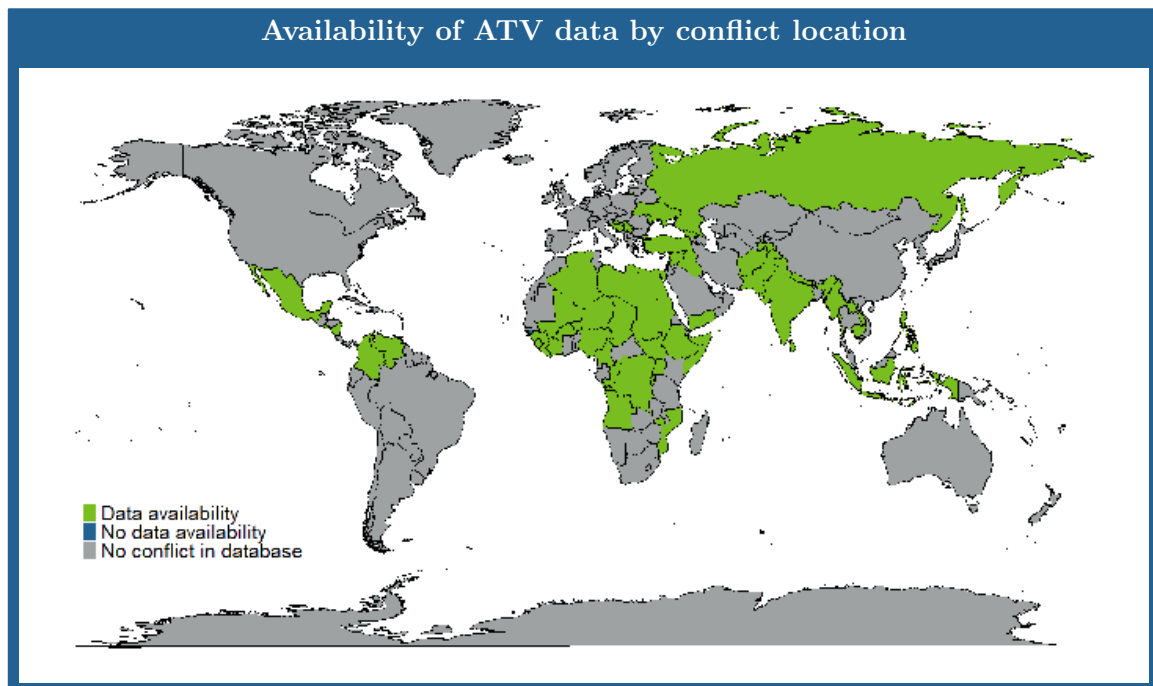 Availability of ATV data by conflict location
Data availability
No data availability
No conflict in database